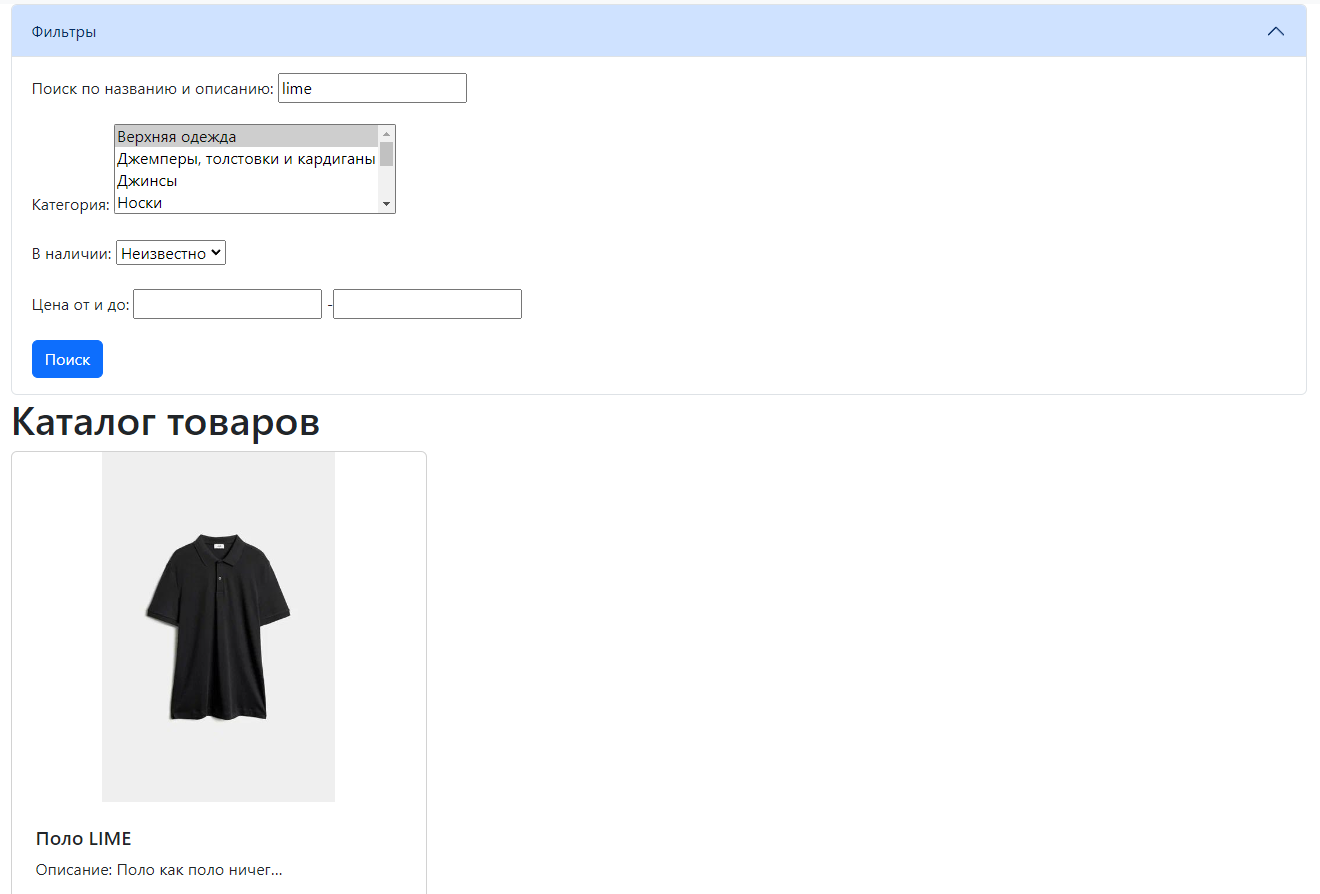 Фильтры
Поиск по названию и описанию: lime
Верхняя одежда
Джемперы, толстовки и кардиганы
Джинсы
Категория: Носки
В наличии: Неизвестно
Цена от и до: -
Поиск
Каталог товаров
Поло LIME
Описание: Поло как поло ничег...